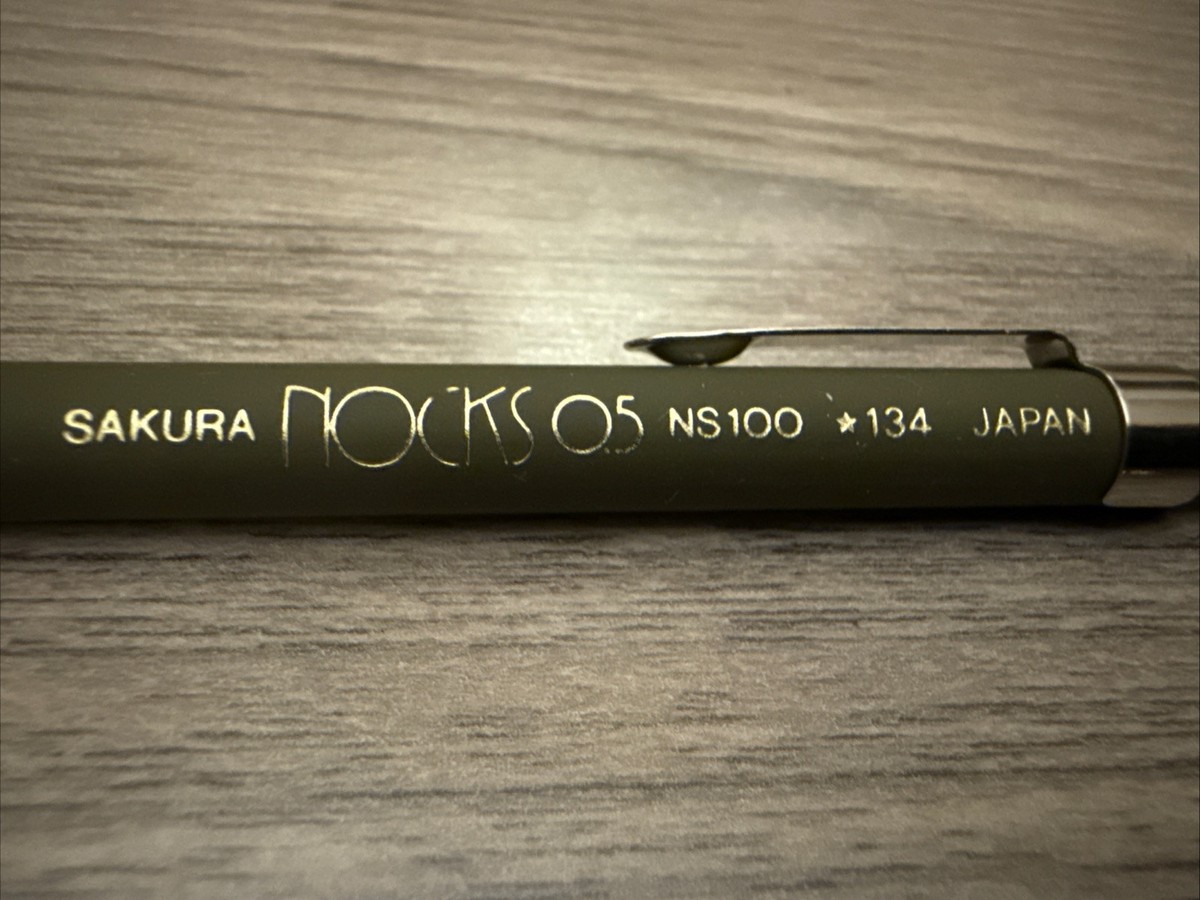 SAKURA NOCKS 0.5 NS100 ★134 JAPAN